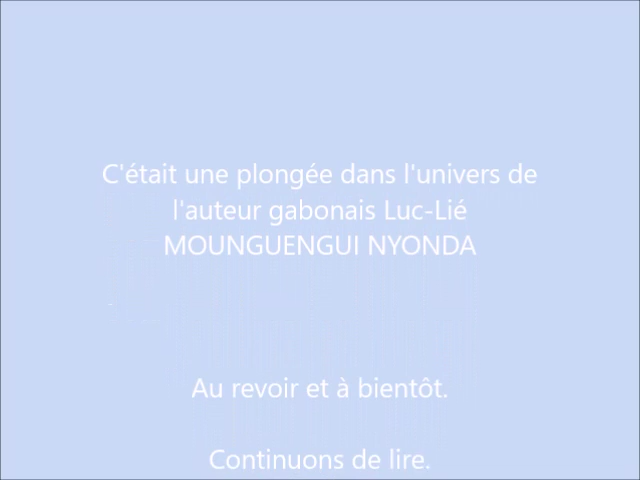 C'était une plongée dans l'univers de
l'auteur gabonais Luc-Lié
MOUNGUENGUI NYONDA
Au revoir et à bientôt.
Continuons de lire.